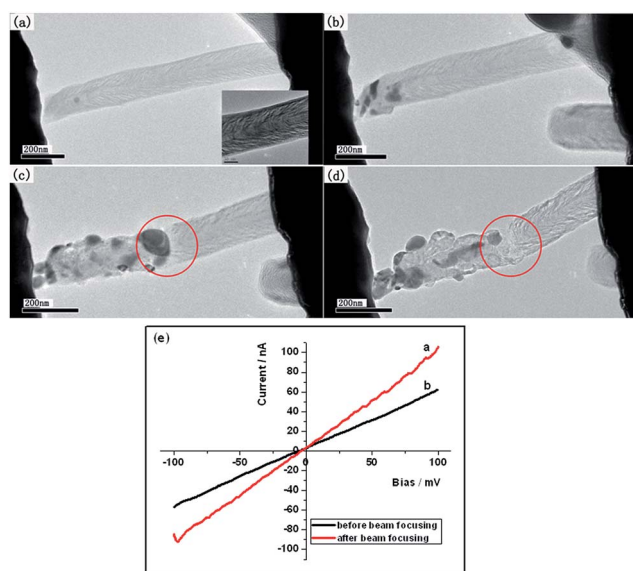 (a)
200nm
(b)
200nm
(c)
200nm
(d)
200nm
(e)
Current / nA
100
80
60
40
20
0
-20
-40
-60
-80
-100
-100
-50
0
50
100
Bias / mV
a
b
before beam focusing
after beam focusing